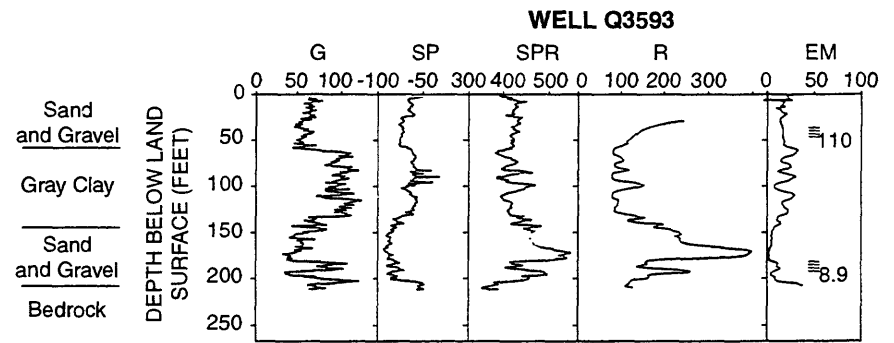 WELL Q3593
G SP SPR R EM
0 50 100 -100 -50 300 400 500 0 100 300 0 50 100
DEPTH BELOW LAND
SURFACE (FEET)
0
50
100
150
200
250
Sand
and Gravel
Gray Clay
Sand
and Gravel
Bedrock
110
8.9